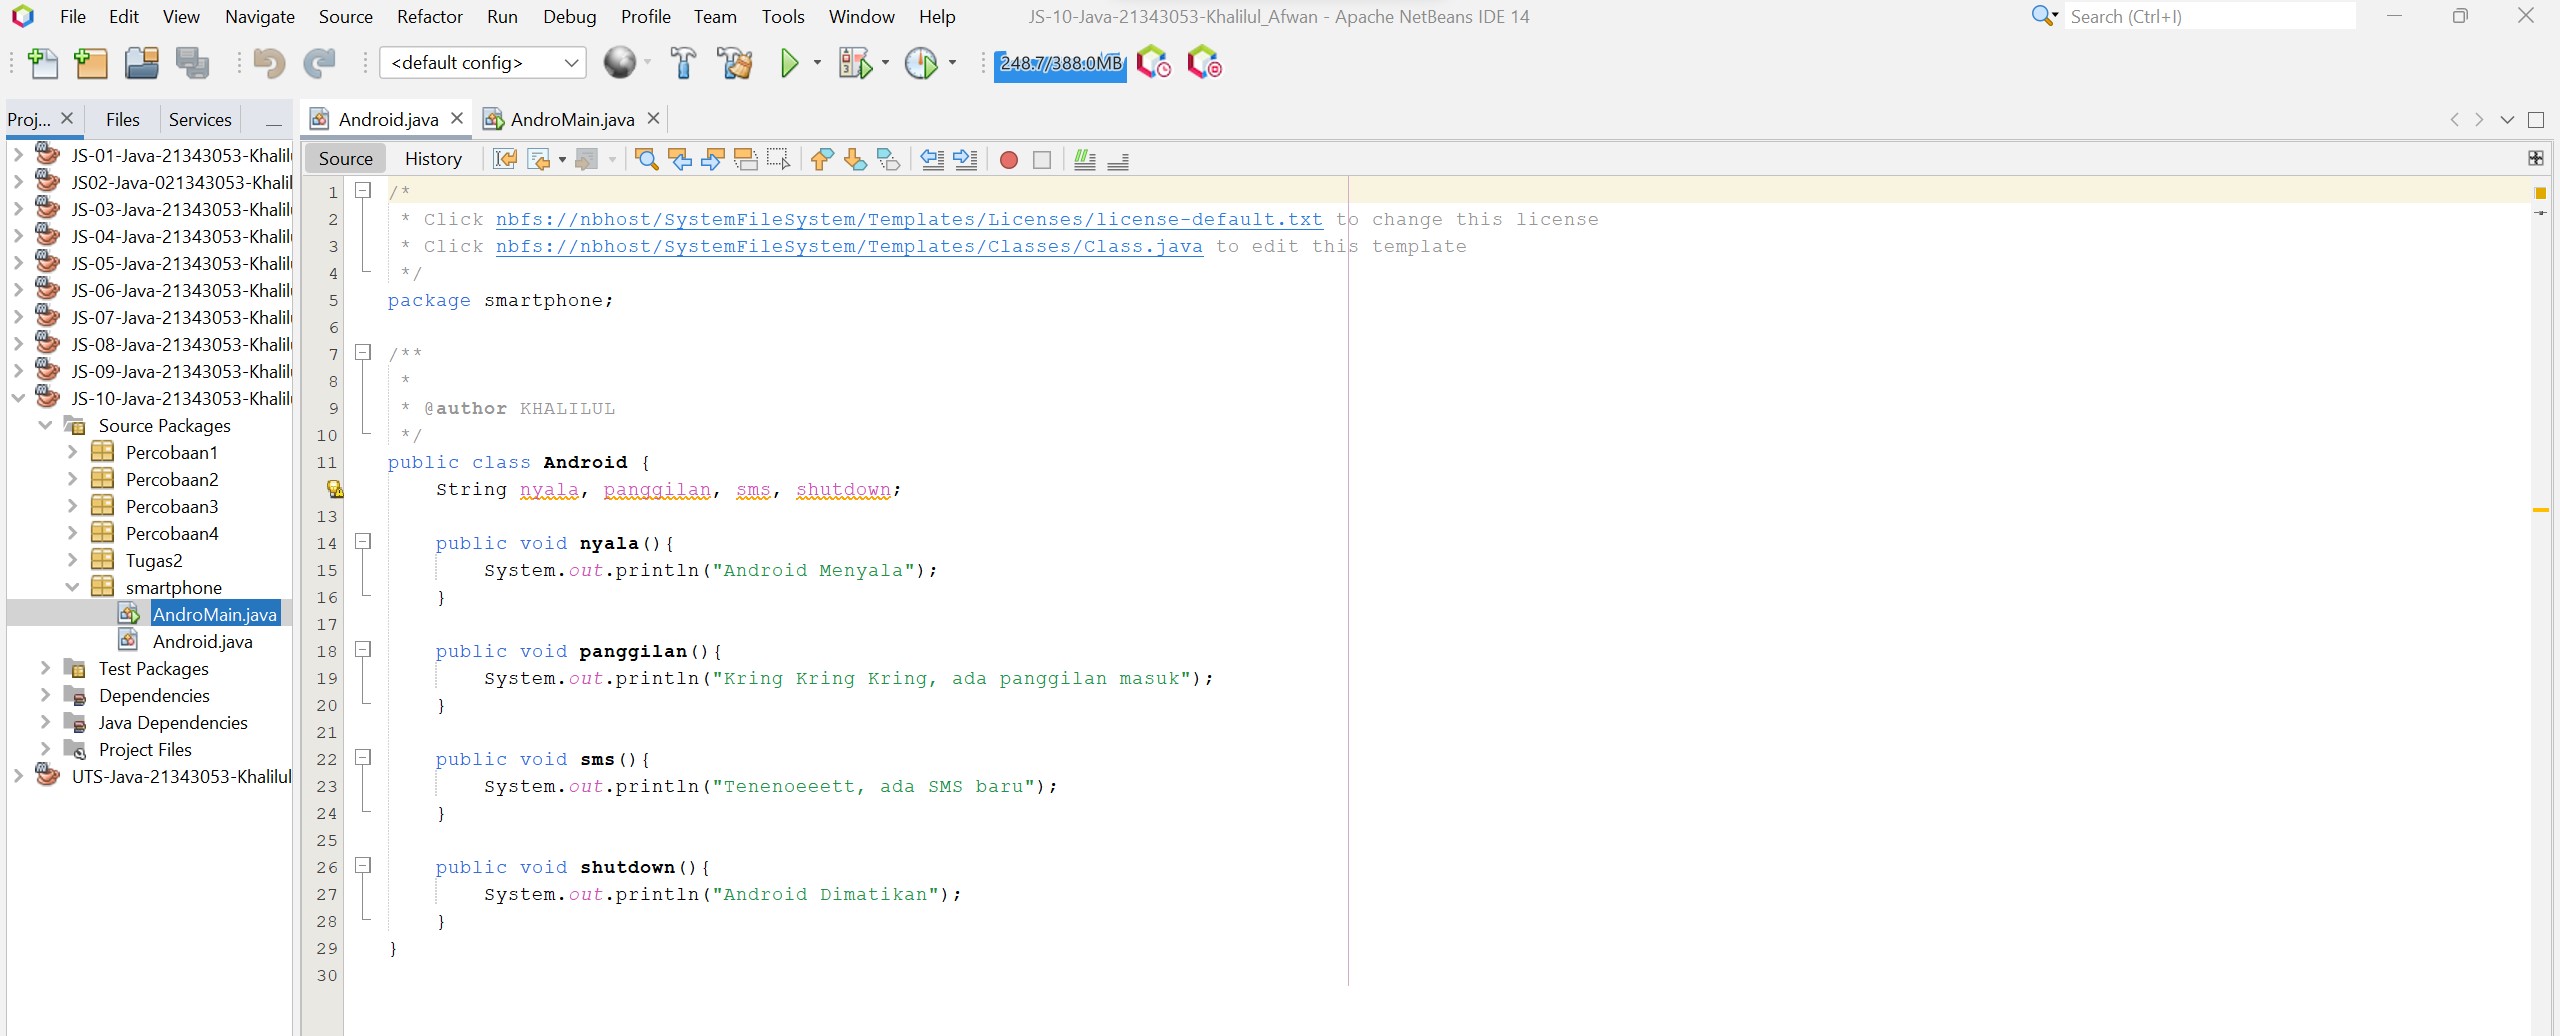 File Edit View Navigate Source Refactor Run Debug Profile Team Tools Window Help
JS-10-Java-21343053-Khalilul_Afwan - Apache NetBeans IDE 14
Search (Ctrl+I)
<default config>
248.7/388.0MB
Proj... Files Services
Android.java AndroMain.java
Source History
JS-01-Java-21343053-Khalil
JS02-Java-021343053-Khalil
JS-03-Java-21343053-Khalil
JS-04-Java-21343053-Khalil
JS-05-Java-21343053-Khalil
JS-06-Java-21343053-Khalil
JS-07-Java-21343053-Khalil
JS-08-Java-21343053-Khalil
JS-09-Java-21343053-Khalil
JS-10-Java-21343053-Khalil
Source Packages
Percobaan1
Percobaan2
Percobaan3
Percobaan4
Tugas2
smartphone
AndroMain.java
Android.java
Test Packages
Dependencies
Java Dependencies
Project Files
UTS-Java-21343053-Khalilul
1 /*
2 * Click nbfs://nbhost/SystemFileSystem/Templates/Licenses/license-default.txt to change this license
3 * Click nbfs://nbhost/SystemFileSystem/Templates/Classes/Class.java to edit this template
4 */
5 package smartphone;
6
7 /**
8 *
9 * @author KHALILUL
10 */
11 public class Android {
String nyala, panggilan, sms, shutdown;
13
14 public void nyala(){
15 System.out.println("Android Menyala");
16 }
17
18 public void panggilan(){
19 System.out.println("Kring Kring Kring, ada panggilan masuk");
20 }
21
22 public void sms(){
23 System.out.println("Tenenoeeett, ada SMS baru");
24 }
25
26 public void shutdown(){
27 System.out.println("Android Dimatikan");
28 }
29 }
30